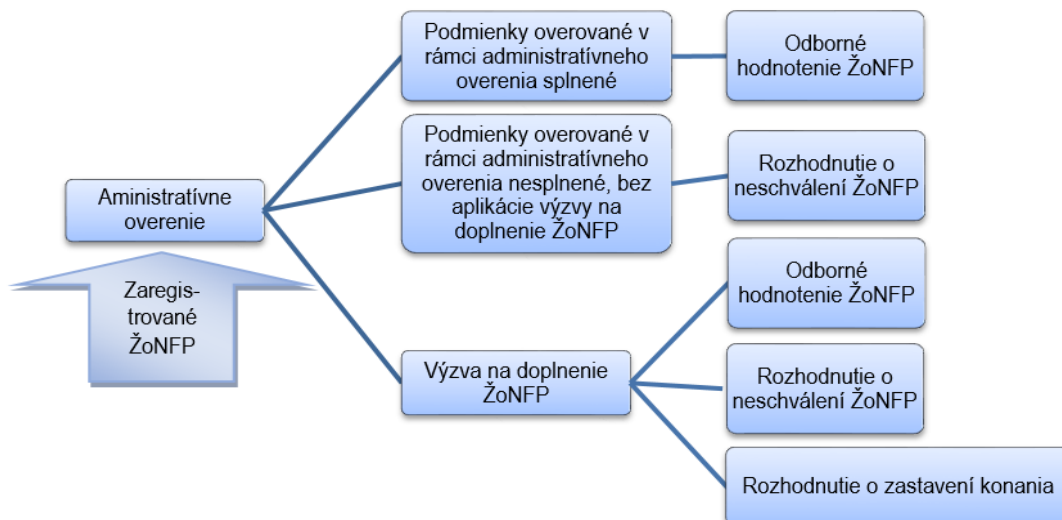 Zaregis-
trované
ŽoNFP
Aministratívne
overenie
Podmienky overované v
rámci administratívneho
overenia splnené
Odborné
hodnotenie ŽoNFP
Podmienky overované v
rámci administratívneho
overenia nesplnené, bez
aplikácie výzvy na
doplnenie ŽoNFP
Rozhodnutie o
neschválení ŽoNFP
Výzva na doplnenie
ŽoNFP
Odborné
hodnotenie ŽoNFP
Rozhodnutie o
neschválení ŽoNFP
Rozhodnutie o zastavení konania